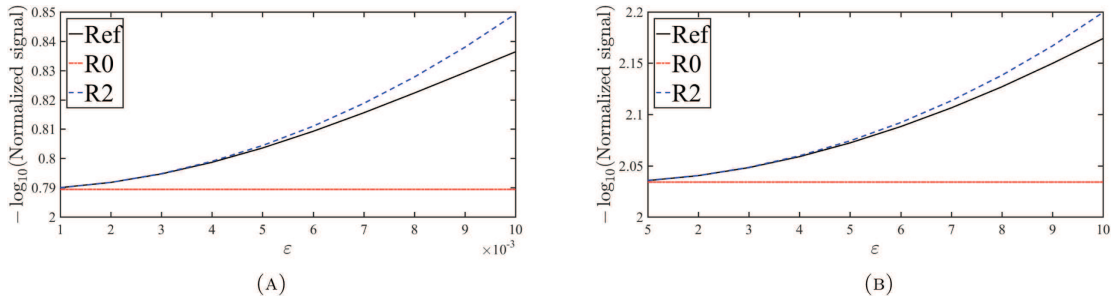 0.85
0.84
0.83
0.82
0.81
0.8
0.79
2
− log₁₀(Normalized signal)
Ref
R0
R2
1 2 3 4 5 6 7 8 9 10
×10⁻³
ε
(A)
2.2
2.15
2.1
2.05
2
− log₁₀(Normalized signal)
Ref
R0
R2
5 2 3 4 5 6 7 8 9 10
ε
(B)